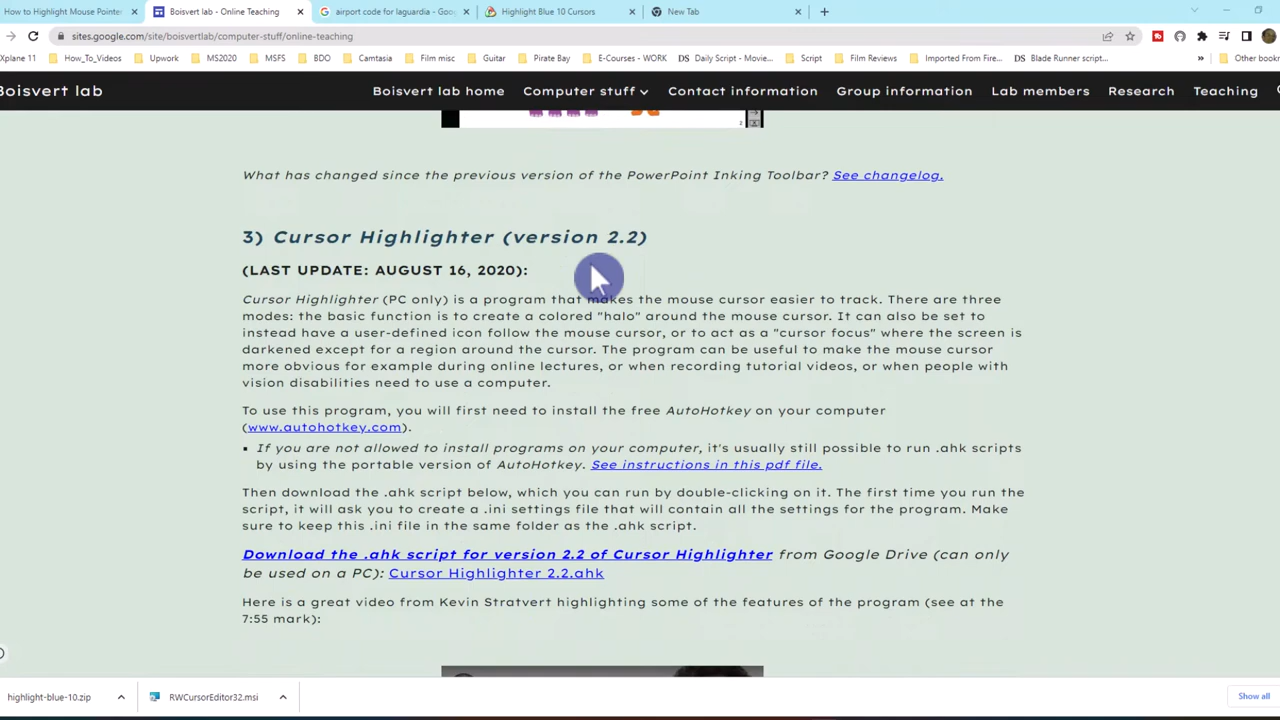 How to Highlight Mouse Pointer
Boisvert lab - Online Teaching
airport code for laguardia - Goo
Highlight Blue 10 Cursors
New Tab
sites.google.com/site/boisvertlab/computer-stuff/online-teaching
Xplane 11
How_To_Videos
Upwork
MS2020
MSFS
BDO
Camtasia
Film misc
Guitar
Pirate Bay
E-Courses - WORK
DS Daily Script - Movie...
Script
Film Reviews
Imported From Fire...
DS Blade Runner script...
»
Other bookr
Boisvert lab
Boisvert lab home
Computer stuff
Contact information
Group information
Lab members
Research
Teaching
2
What has changed since the previous version of the PowerPoint Inking Toolbar? See changelog.
3) Cursor Highlighter (version 2.2)
(LAST UPDATE: AUGUST 16, 2020):
Cursor Highlighter (PC only) is a program that makes the mouse cursor easier to track. There are three
modes: the basic function is to create a colored "halo" around the mouse cursor. It can also be set to
instead have a user-defined icon follow the mouse cursor, or to act as a "cursor focus" where the screen is
darkened except for a region around the cursor. The program can be useful to make the mouse cursor
more obvious for example during online lectures, or when recording tutorial videos, or when people with
vision disabilities need to use a computer.
To use this program, you will first need to install the free AutoHotkey on your computer
(www.autohotkey.com).
▪ If you are not allowed to install programs on your computer, it's usually still possible to run .ahk scripts
by using the portable version of AutoHotkey. See instructions in this pdf file.
Then download the .ahk script below, which you can run by double-clicking on it. The first time you run the
script, it will ask you to create a .ini settings file that will contain all the settings for the program. Make
sure to keep this .ini file in the same folder as the .ahk script.
Download the .ahk script for version 2.2 of Cursor Highlighter from Google Drive (can only
be used on a PC): Cursor Highlighter 2.2.ahk
Here is a great video from Kevin Stratvert highlighting some of the features of the program (see at the
7:55 mark):
highlight-blue-10.zip
RWCursorEditor32.msi
Show all